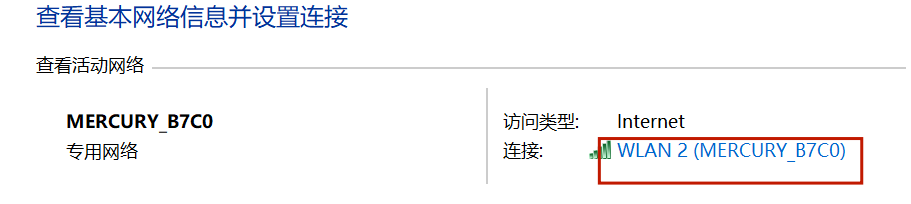 查看基本网络信息并设置连接
查看活动网络
MERCURY_B7C0
专用网络
访问类型: Internet
连接: WLAN 2 (MERCURY_B7C0)